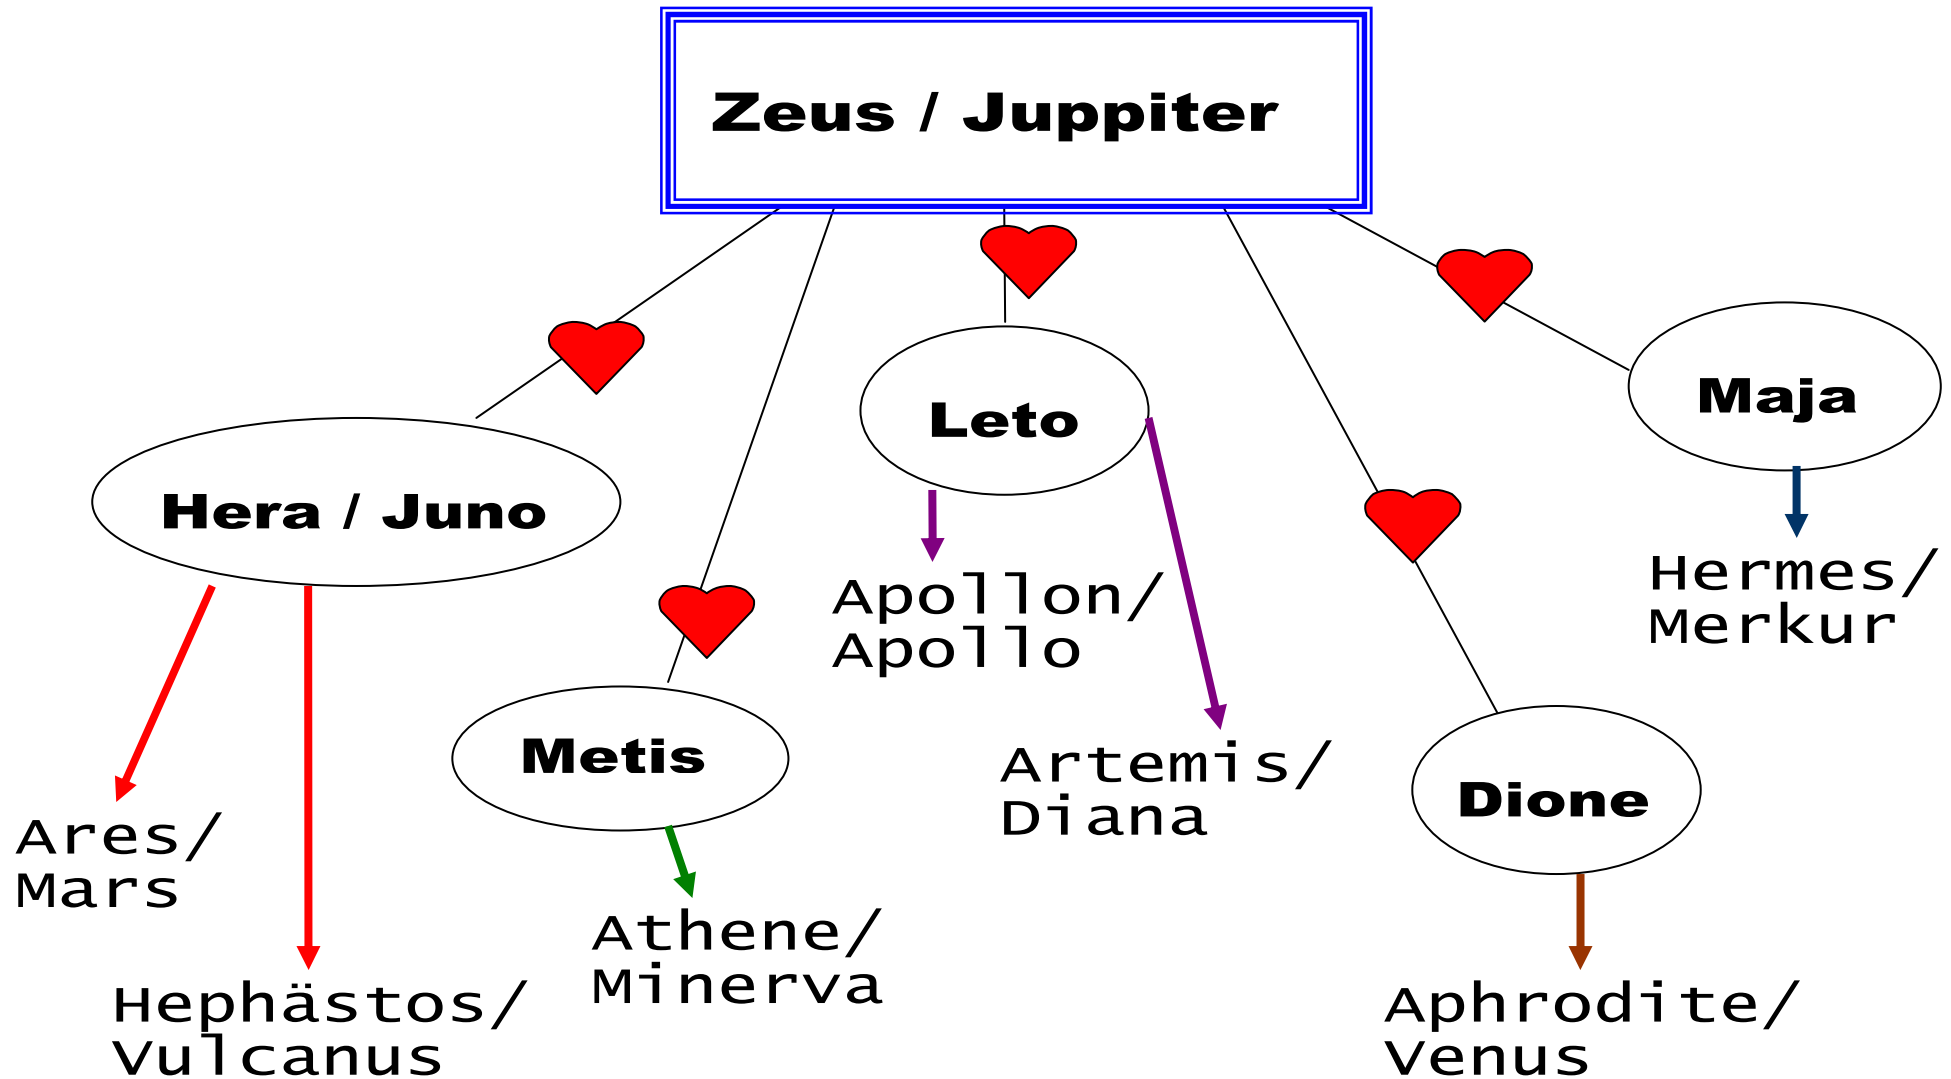 Zeus / Juppiter
Maja
Leto
Hera / Juno
Hermes/
Merkur
Apollon/
Apollo
Metis
Artemis/
Diana
Dione
Ares/
Mars
Athene/
Minerva
Hephästos/
Vulcanus
Aphrodite/
Venus